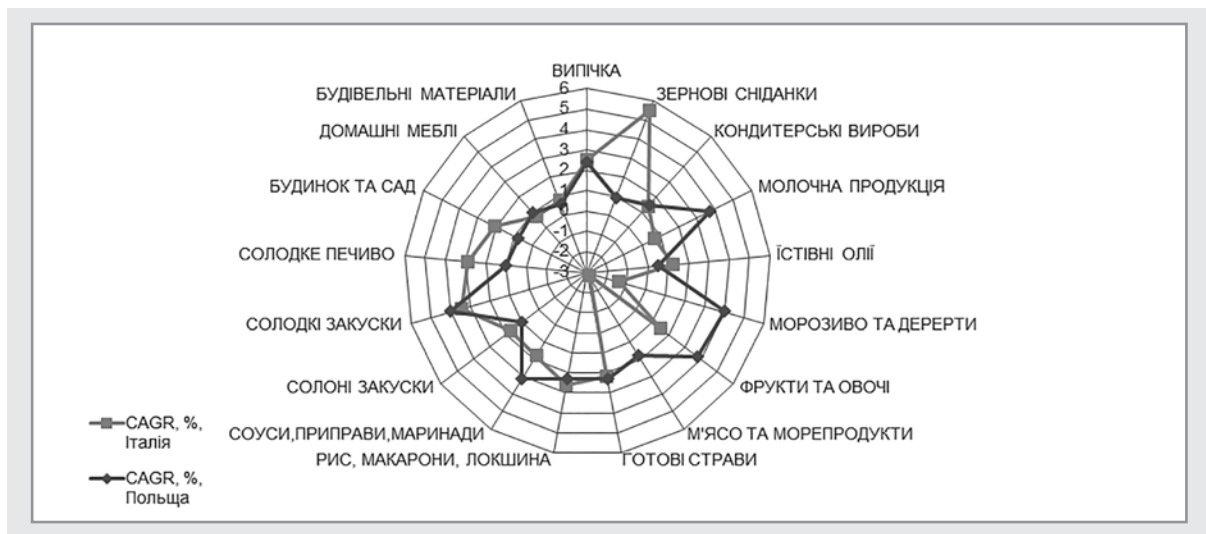 ВИПІЧКА
6
5
4
3
2
1
0
-1
-2
-3
ЗЕРНОВІ СНІДАНКИ
КОНДИТЕРСЬКІ ВИРОБИ
МОЛОЧНА ПРОДУКЦІЯ
ЇСТІВНІ ОЛІЇ
МОРОЗИВО ТА ДЕРЕРТИ
ФРУКТИ ТА ОВОЧІ
М'ЯСО ТА МОРЕПРОДУКТИ
ГОТОВІ СТРАВИ
РИС, МАКАРОНИ, ЛОКШИНА
СОУСИ,ПРИПРАВИ,МАРИНАДИ
СОЛОНІ ЗАКУСКИ
СОЛОДКІ ЗАКУСКИ
СОЛОДКЕ ПЕЧИВО
БУДИНОК ТА САД
ДОМАШНІ МЕБЛІ
БУДІВЕЛЬНІ МАТЕРІАЛИ
CAGR, %,
Італія
CAGR, %,
Польща